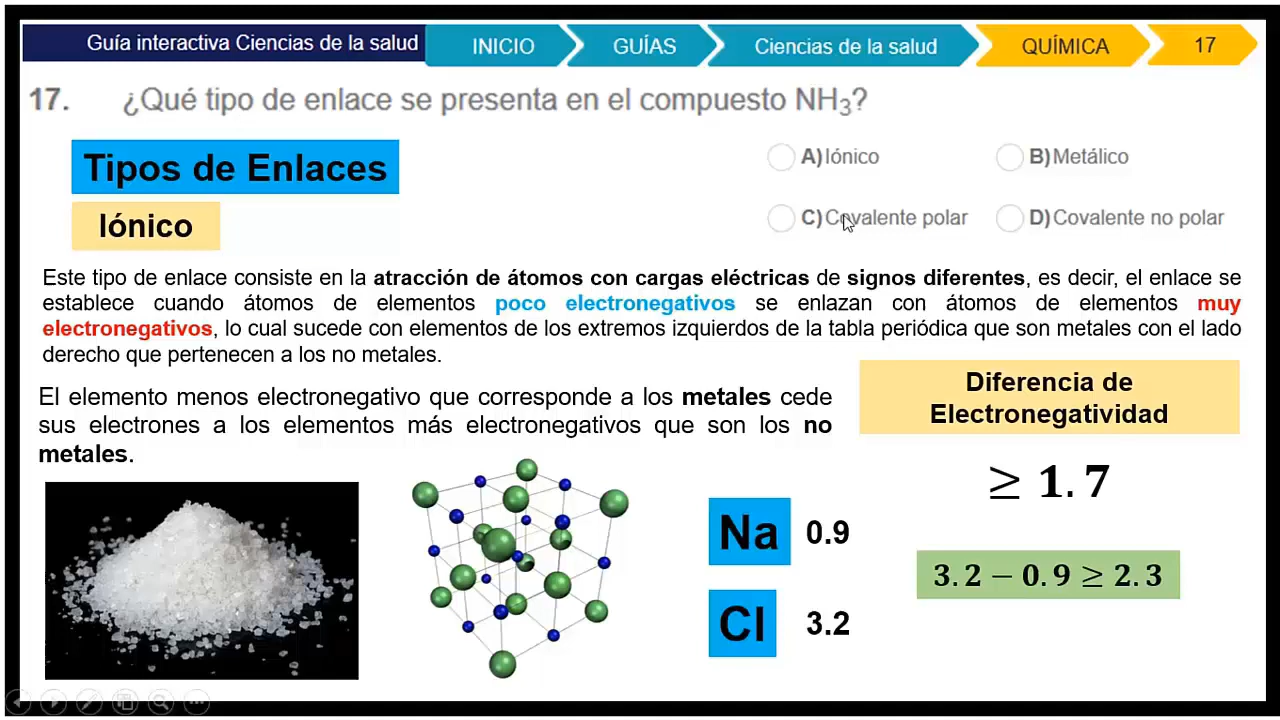 Guía interactiva Ciencias de la salud
INICIO
GUÍAS
Ciencias de la salud
QUÍMICA
17
17. ¿Qué tipo de enlace se presenta en el compuesto NH₃?
Tipos de Enlaces
A) Iónico
B) Metálico
C) Covalente polar
D) Covalente no polar
Iónico
Este tipo de enlace consiste en la atracción de átomos con cargas eléctricas de signos diferentes, es decir, el enlace se
establece cuando átomos de elementos poco electronegativos se enlazan con átomos de elementos muy
electronegativos, lo cual sucede con elementos de los extremos izquierdos de la tabla periódica que son metales con el lado
derecho que pertenecen a los no metales.
El elemento menos electronegativo que corresponde a los metales cede
sus electrones a los elementos más electronegativos que son los no
metales.
Diferencia de
Electronegatividad
≥ 1.7
Na 0.9
3.2 − 0.9 ≥ 2.3
Cl 3.2